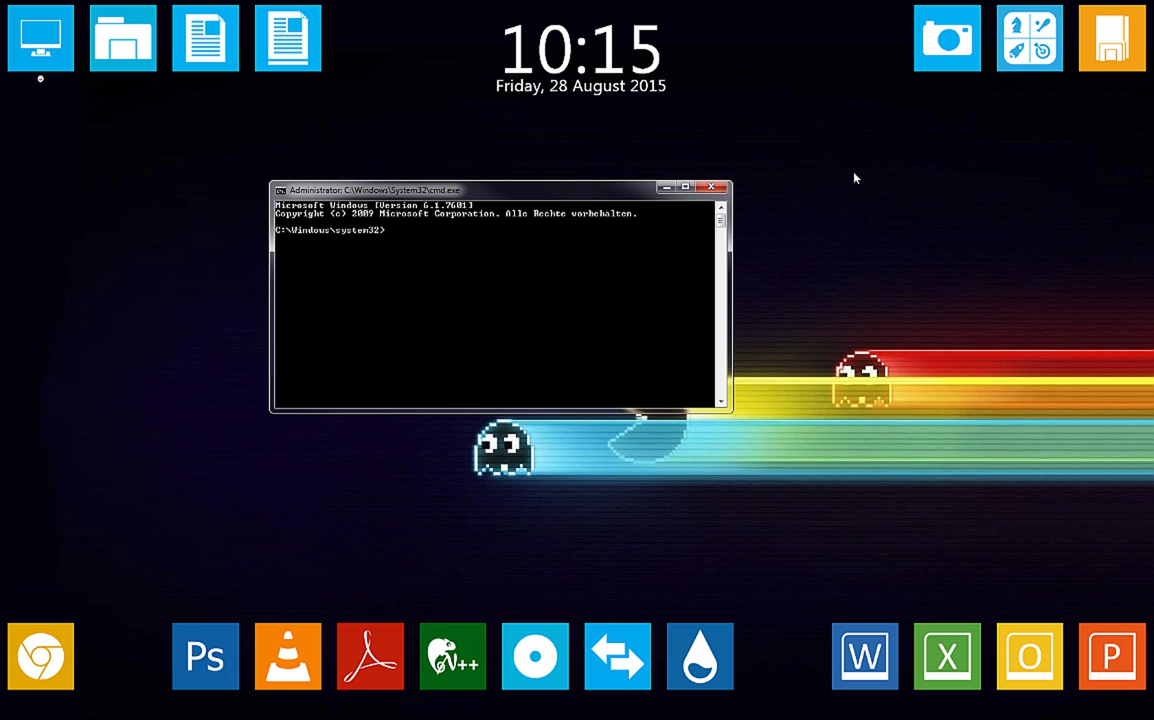 10:15
Friday, 28 August 2015
Administrator: C:\Windows\System32\cmd.exe
Microsoft Windows [Version 6.1.7601]
Copyright (c) 2009 Microsoft Corporation. Alle Rechte vorbehalten.
C:\Windows\system32>
Ps
N++
W
X
O
P